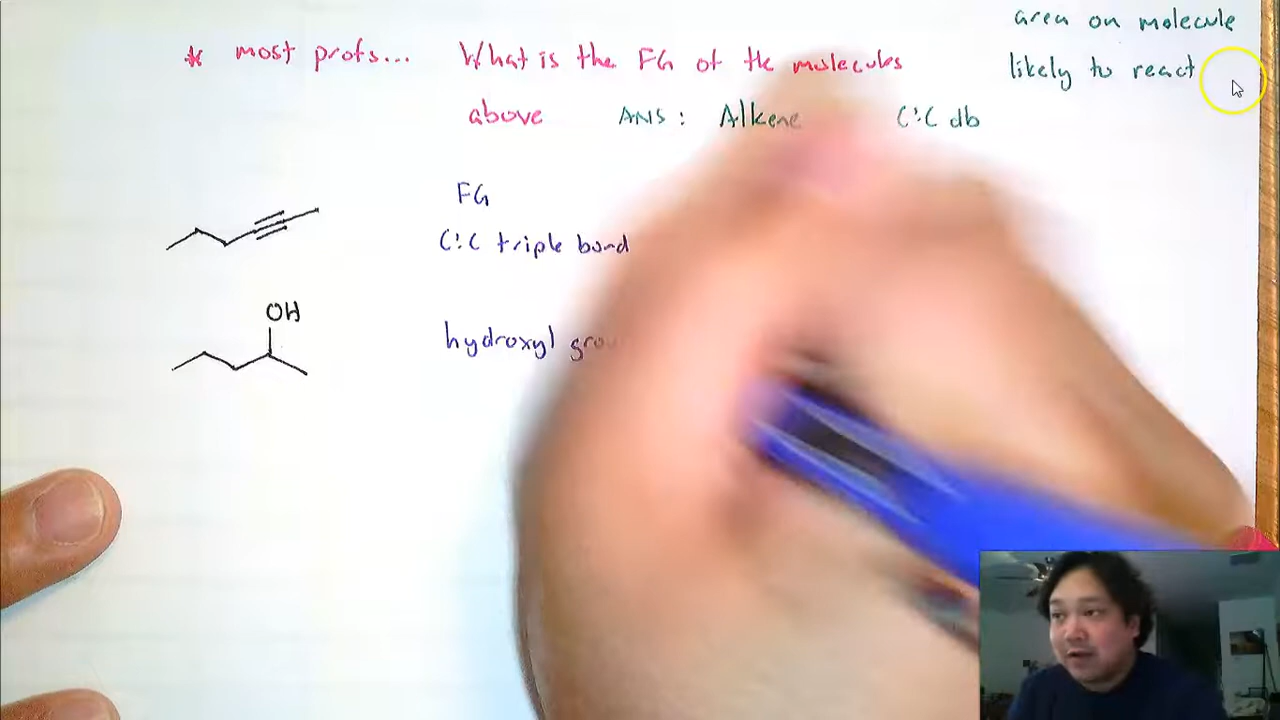 area on molecule
* most profs... What is the FG of the molecules
likely to react
above ANS: Alkene C:C db
FG
C:C triple bond
OH
hydroxyl